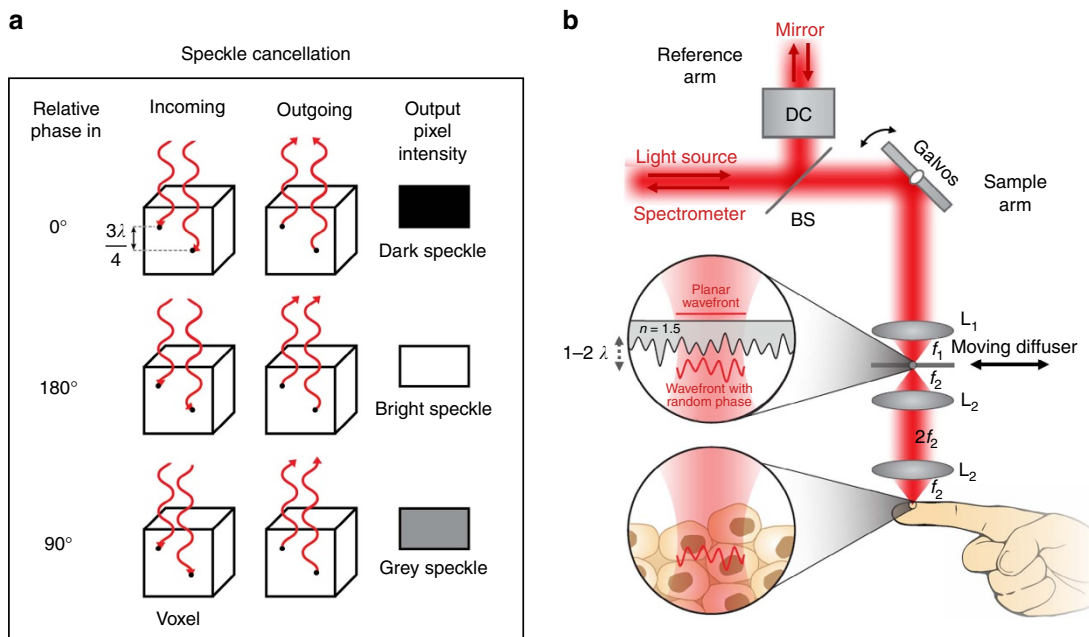 a
Speckle cancellation
Relative
phase in
Incoming
Outgoing
Output
pixel
intensity
0°
3λ
4
Dark speckle
180°
Bright speckle
90°
Grey speckle
Voxel
b
Mirror
Reference
arm
DC
Light source
Spectrometer
BS
Galvos
Sample
arm
Planar
wavefront
n = 1.5
1–2 λ
Wavefront with
random phase
L1
f1
Moving diffuser
f2
L2
2f2
L2
f2